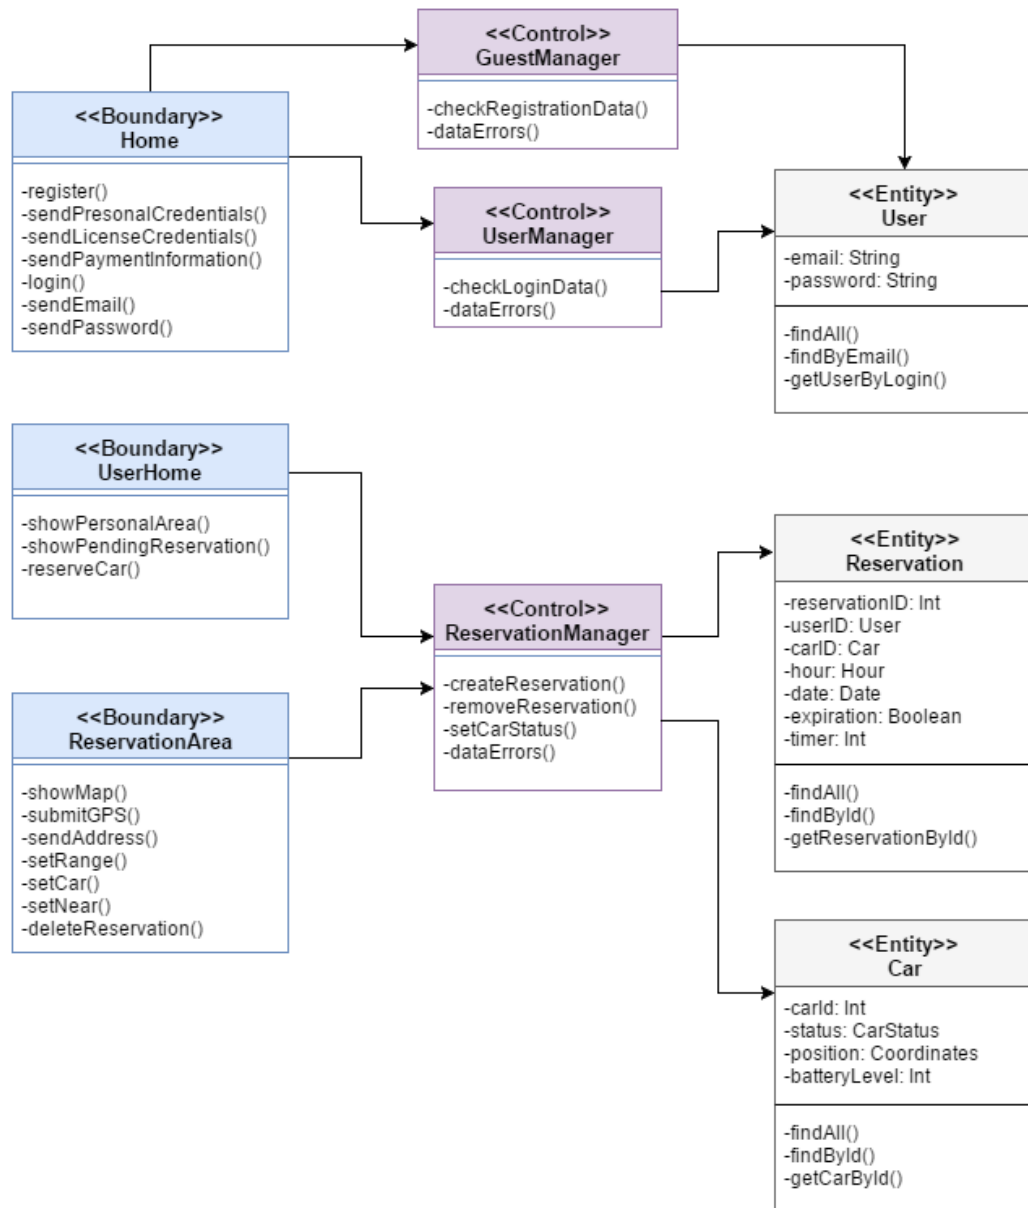 <<Control>>
GuestManager
-checkRegistrationData()
-dataErrors()
<<Boundary>>
Home
-register()
-sendPresonalCredentials()
-sendLicenseCredentials()
-sendPaymentInformation()
-login()
-sendEmail()
-sendPassword()
<<Control>>
UserManager
-checkLoginData()
-dataErrors()
<<Entity>>
User
-email: String
-password: String
-findAll()
-findByEmail()
-getUserByLogin()
<<Boundary>>
UserHome
-showPersonalArea()
-showPendingReservation()
-reserveCar()
<<Control>>
ReservationManager
-createReservation()
-removeReservation()
-setCarStatus()
-dataErrors()
<<Entity>>
Reservation
-reservationID: Int
-userID: User
-carID: Car
-hour: Hour
-date: Date
-expiration: Boolean
-timer: Int
-findAll()
-findById()
-getReservationById()
<<Boundary>>
ReservationArea
-showMap()
-submitGPS()
-sendAddress()
-setRange()
-setCar()
-setNear()
-deleteReservation()
<<Entity>>
Car
-carId: Int
-status: CarStatus
-position: Coordinates
-batteryLevel: Int
-findAll()
-findById()
-getCarById()